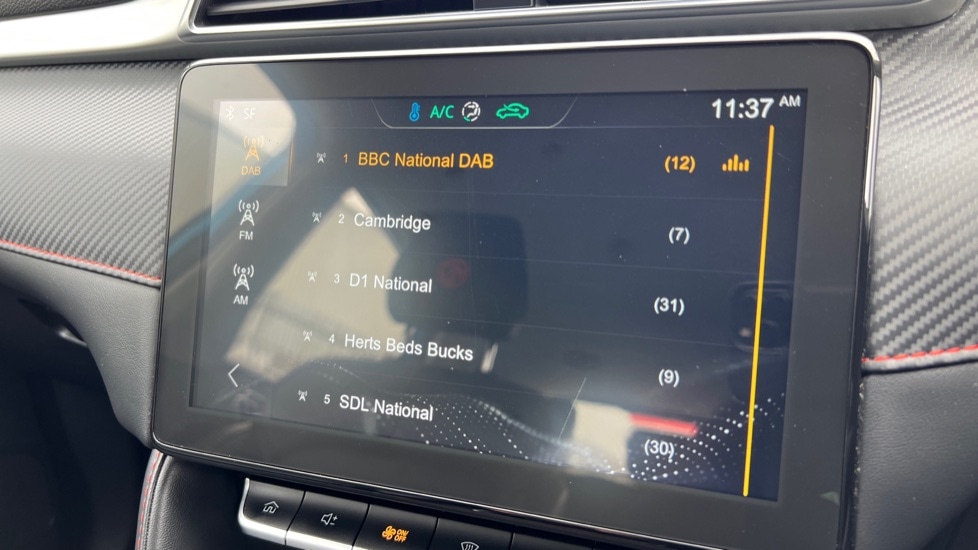 SF A/C 11:37 AM
DAB 1 BBC National DAB (12)
FM 2 Cambridge (7)
AM 3 D1 National (31)
4 Herts Beds Bucks (9)
5 SDL National (30)
ON/OFF